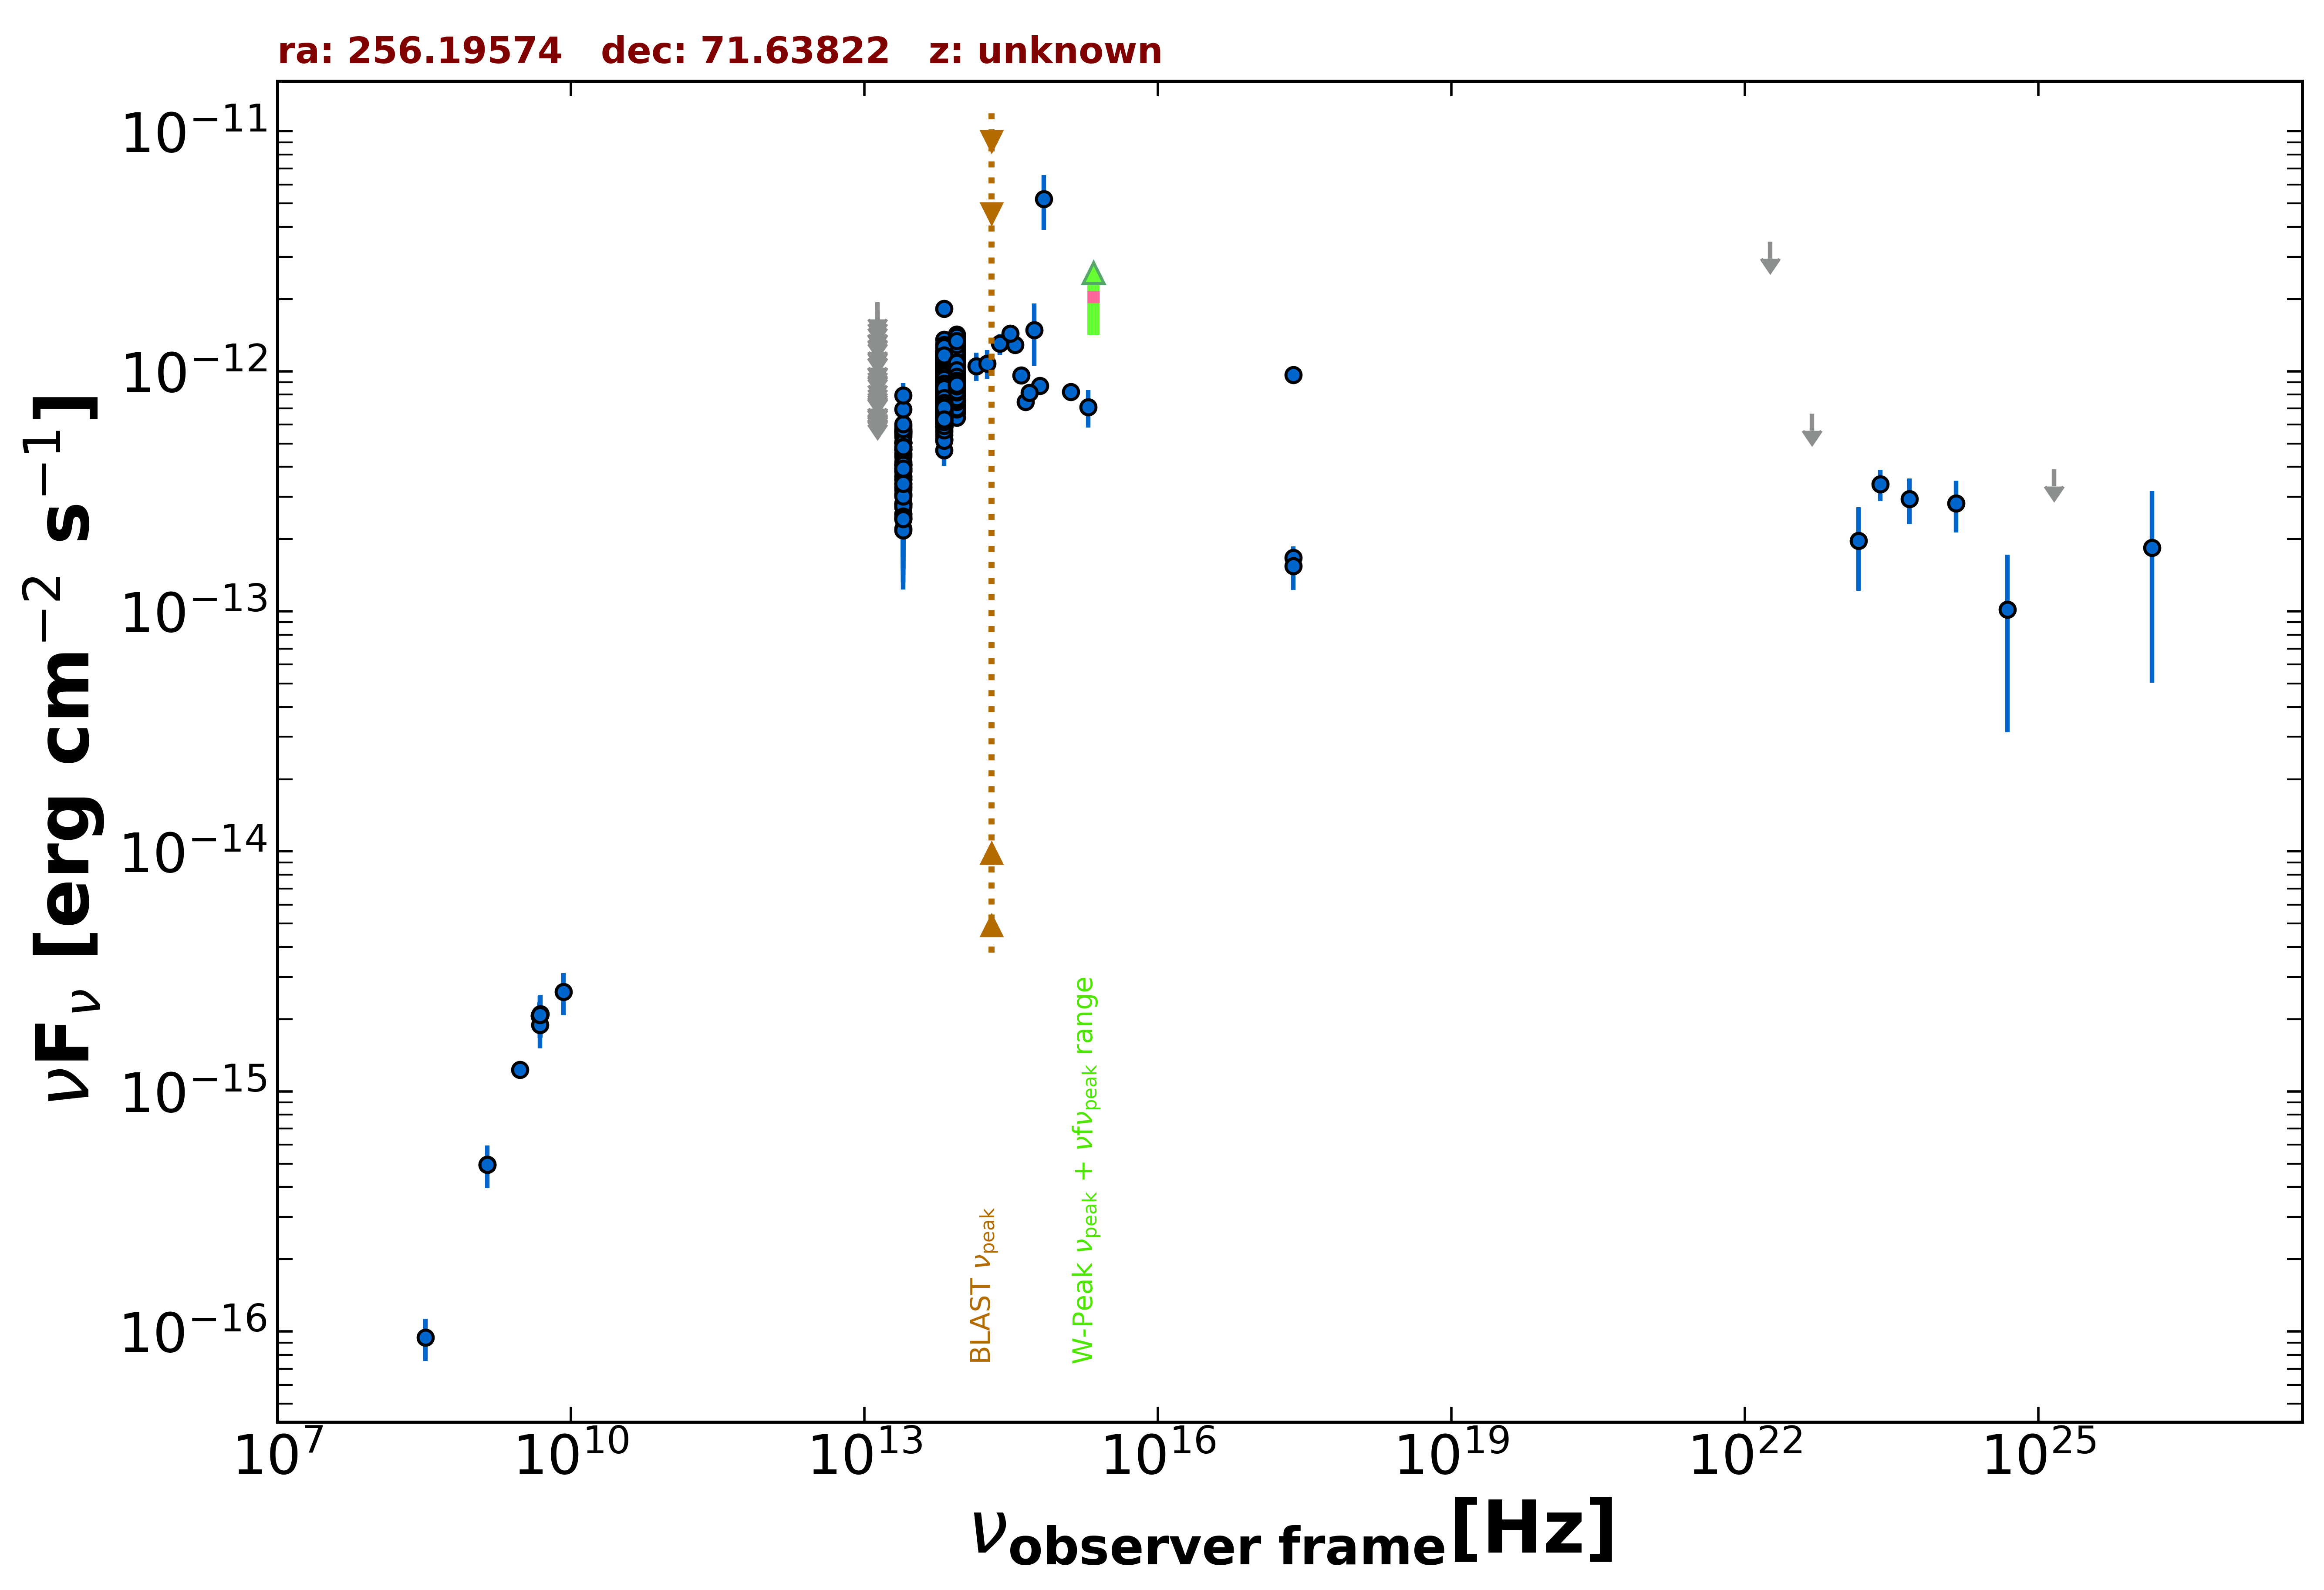 ra: 256.19574 dec: 71.63822 z: unknown
νFν [erg cm−2 s−1]
10−11
10−12
10−13
10−14
10−15
10−16
BLAST νpeak
W-Peak νpeak + νfνpeak range
107 1010 1013 1016 1019 1022 1025
νobserver frame[Hz]